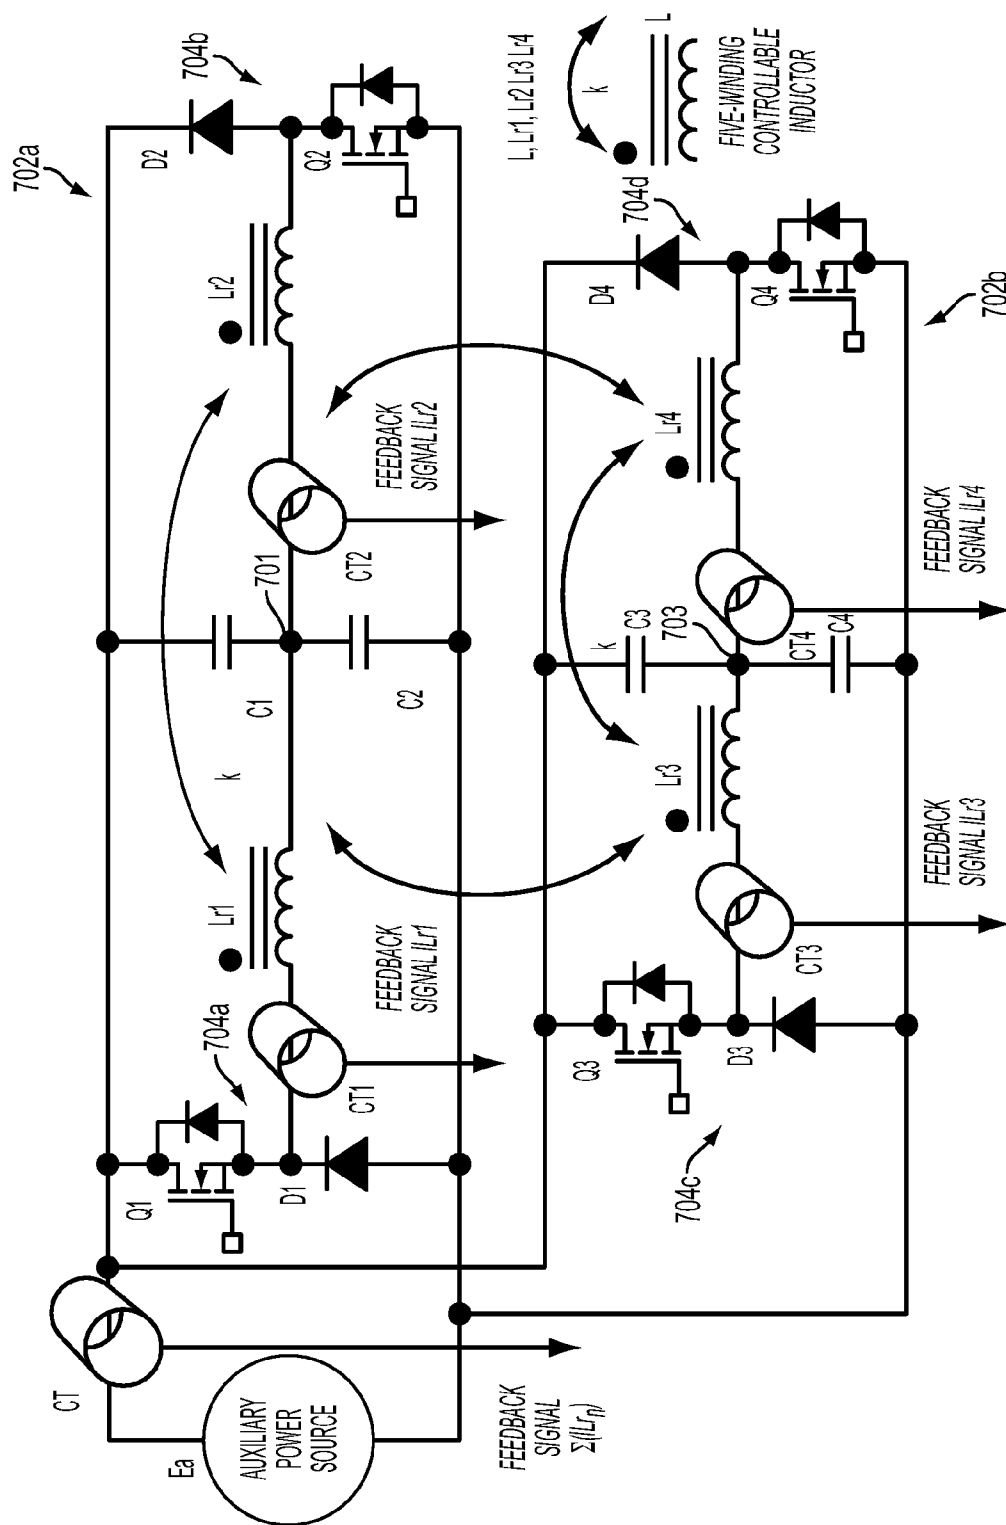 702a
704b
D2
Q2
Lr2
FEEDBACK
SIGNAL ILr2
CT2
701
C1
C2
k
Lr1
FEEDBACK
SIGNAL ILr1
704a
CT1
Q1
D1
CT
Ea
AUXILIARY
POWER
SOURCE
FEEDBACK
SIGNAL
Σ(ILrn)
L, Lr1, Lr2 Lr3 Lr4
k
L
FIVE-WINDING
CONTROLLABLE
INDUCTOR
704d
D4
Q4
702b
Lr4
FEEDBACK
SIGNAL ILr4
CT4
C4
703
k
C3
Lr3
FEEDBACK
SIGNAL ILr3
CT3
Q3
D3
704c